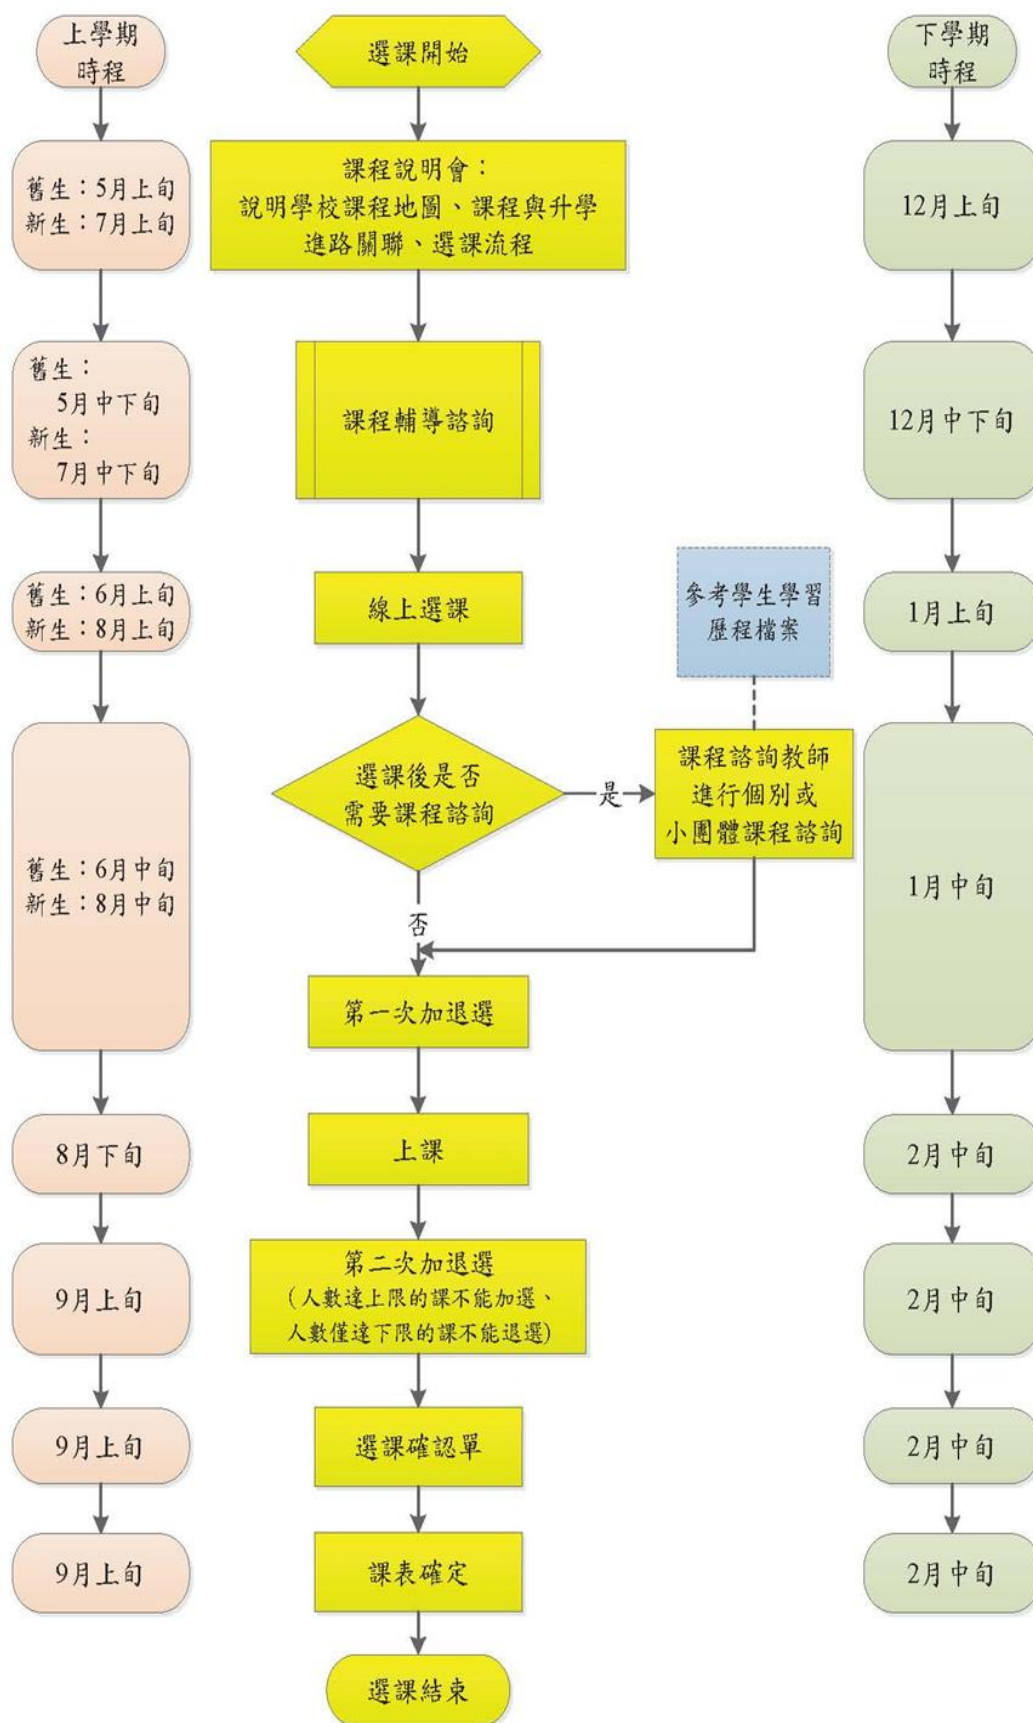 上學期
時程
選課開始
下學期
時程
舊生：5月上旬
新生：7月上旬
課程說明會：
說明學校課程地圖、課程與升學
進路關聯、選課流程
12月上旬
舊生：
5月中下旬
新生：
7月中下旬
課程輔導諮詢
12月中下旬
舊生：6月上旬
新生：8月上旬
線上選課
參考學生學習
歷程檔案
1月上旬
舊生：6月中旬
新生：8月中旬
選課後是否
需要課程諮詢
是
課程諮詢教師
進行個別或
小團體課程諮詢
1月中旬
否
第一次加退選
8月下旬
上課
2月中旬
9月上旬
第二次加退選
(人數達上限的課不能加選、
人數僅達下限的課不能退選)
2月中旬
9月上旬
選課確認單
2月中旬
9月上旬
課表確定
2月中旬
選課結束